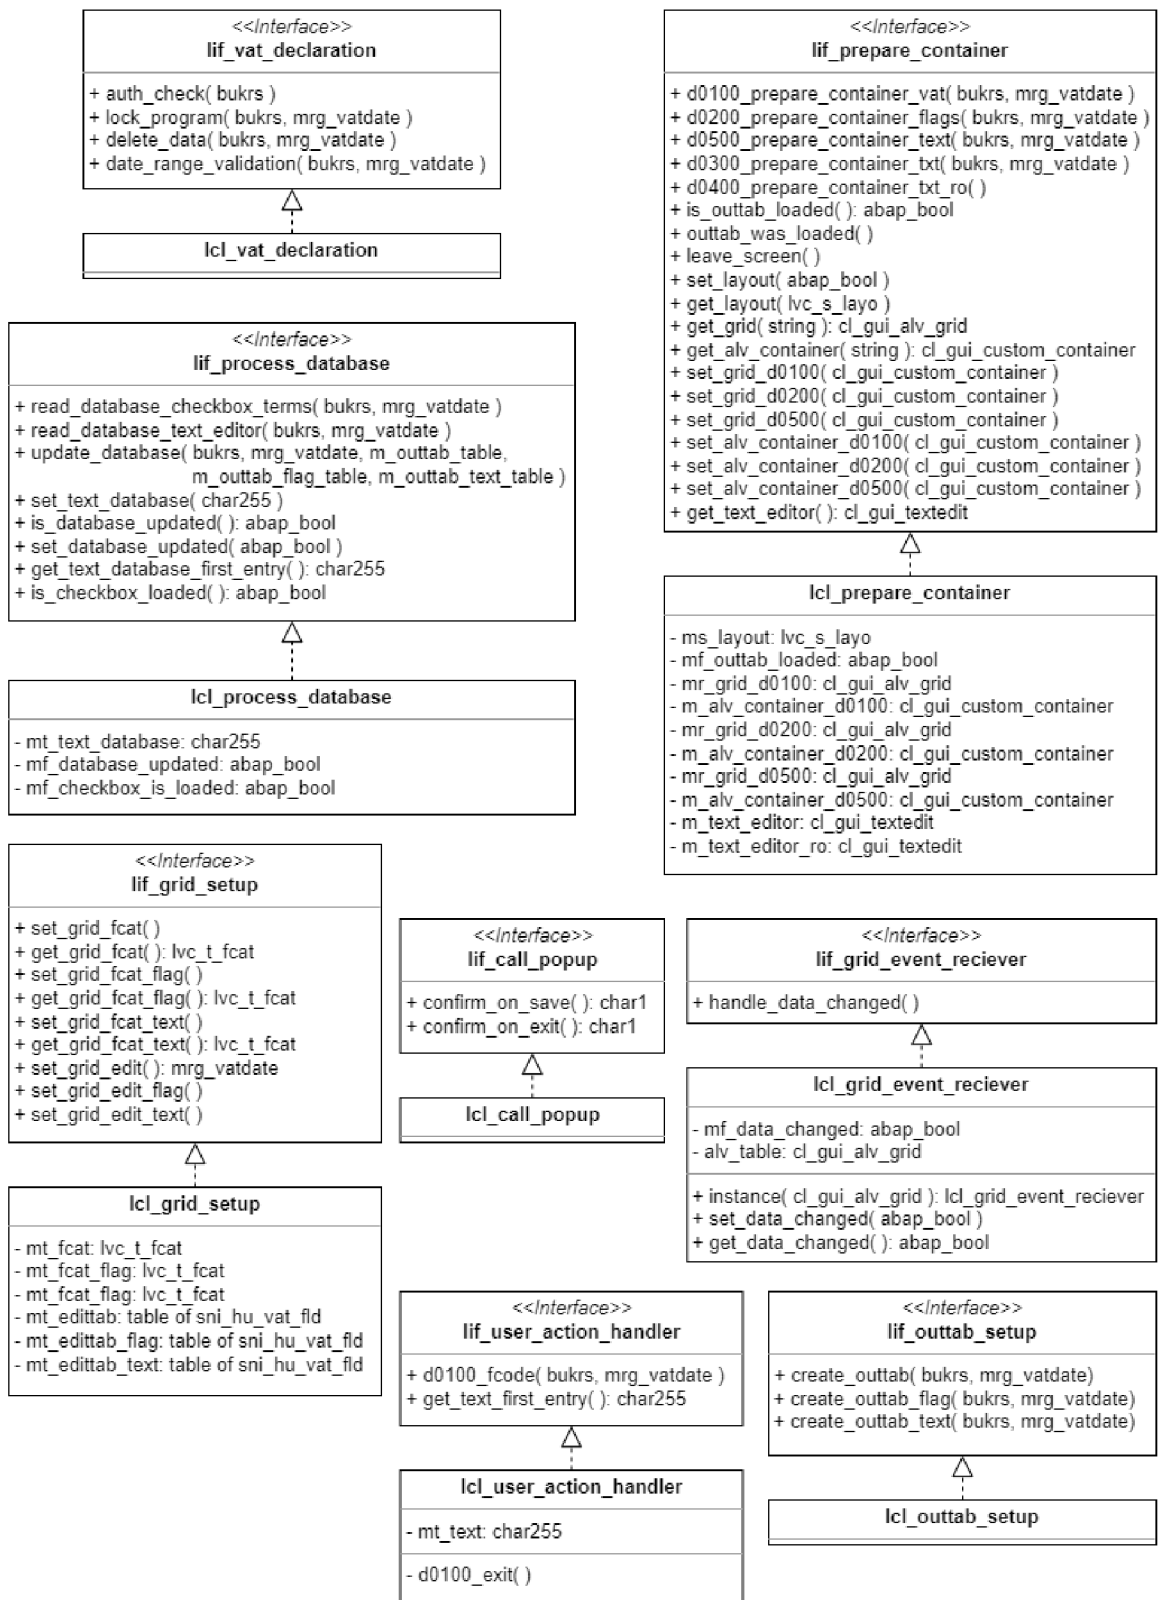 <<Interface>>
lif_vat_declaration
+ auth_check( bukrs )
+ lock_program( bukrs, mrg_vatdate )
+ delete_data( bukrs, mrg_vatdate )
+ date_range_validation( bukrs, mrg_vatdate )
lcl_vat_declaration
<<Interface>>
lif_process_database
+ read_database_checkbox_terms( bukrs, mrg_vatdate )
+ read_database_text_editor( bukrs, mrg_vatdate )
+ update_database( bukrs, mrg_vatdate, m_outtab_table,
m_outtab_flag_table, m_outtab_text_table )
+ set_text_database( char255 )
+ is_database_updated( ): abap_bool
+ set_database_updated( abap_bool )
+ get_text_database_first_entry( ): char255
+ is_checkbox_loaded( ): abap_bool
lcl_process_database
- mt_text_database: char255
- mf_database_updated: abap_bool
- mf_checkbox_is_loaded: abap_bool
<<Interface>>
lif_prepare_container
+ d0100_prepare_container_vat( bukrs, mrg_vatdate )
+ d0200_prepare_container_flags( bukrs, mrg_vatdate )
+ d0500_prepare_container_text( bukrs, mrg_vatdate )
+ d0300_prepare_container_txt( bukrs, mrg_vatdate )
+ d0400_prepare_container_txt_ro( )
+ is_outtab_loaded( ): abap_bool
+ outtab_was_loaded( )
+ leave_screen( )
+ set_layout( abap_bool )
+ get_layout( lvc_s_layo )
+ get_grid( string ): cl_gui_alv_grid
+ get_alv_container( string ): cl_gui_custom_container
+ set_grid_d0100( cl_gui_custom_container )
+ set_grid_d0200( cl_gui_custom_container )
+ set_grid_d0500( cl_gui_custom_container )
+ set_alv_container_d0100( cl_gui_custom_container )
+ set_alv_container_d0200( cl_gui_custom_container )
+ set_alv_container_d0500( cl_gui_custom_container )
+ get_text_editor( ): cl_gui_textedit
lcl_prepare_container
- ms_layout: lvc_s_layo
- mf_outtab_loaded: abap_bool
- mr_grid_d0100: cl_gui_alv_grid
- m_alv_container_d0100: cl_gui_custom_container
- mr_grid_d0200: cl_gui_alv_grid
- m_alv_container_d0200: cl_gui_custom_container
- mr_grid_d0500: cl_gui_alv_grid
- m_alv_container_d0500: cl_gui_custom_container
- m_text_editor: cl_gui_textedit
- m_text_editor_ro: cl_gui_textedit
<<Interface>>
lif_grid_setup
+ set_grid_fcat( )
+ get_grid_fcat( ): lvc_t_fcat
+ set_grid_fcat_flag( )
+ get_grid_fcat_flag( ): lvc_t_fcat
+ set_grid_fcat_text( )
+ get_grid_fcat_text( ): lvc_t_fcat
+ set_grid_edit( ): mrg_vatdate
+ set_grid_edit_flag( )
+ set_grid_edit_text( )
lcl_grid_setup
- mt_fcat: lvc_t_fcat
- mt_fcat_flag: lvc_t_fcat
- mt_fcat_flag: lvc_t_fcat
- mt_edittab: table of sni_hu_vat_fld
- mt_edittab_flag: table of sni_hu_vat_fld
- mt_edittab_text: table of sni_hu_vat_fld
<<Interface>>
lif_call_popup
+ confirm_on_save( ): char1
+ confirm_on_exit( ): char1
lcl_call_popup
<<Interface>>
lif_grid_event_reciever
+ handle_data_changed( )
lcl_grid_event_reciever
- mf_data_changed: abap_bool
- alv_table: cl_gui_alv_grid
+ instance( cl_gui_alv_grid ): lcl_grid_event_reciever
+ set_data_changed( abap_bool )
+ get_data_changed( ): abap_bool
<<Interface>>
lif_user_action_handler
+ d0100_fcode( bukrs, mrg_vatdate )
+ get_text_first_entry( ): char255
lcl_user_action_handler
- mt_text: char255
- d0100_exit( )
<<Interface>>
lif_outtab_setup
+ create_outtab( bukrs, mrg_vatdate)
+ create_outtab_flag( bukrs, mrg_vatdate)
+ create_outtab_text( bukrs, mrg_vatdate)
lcl_outtab_setup